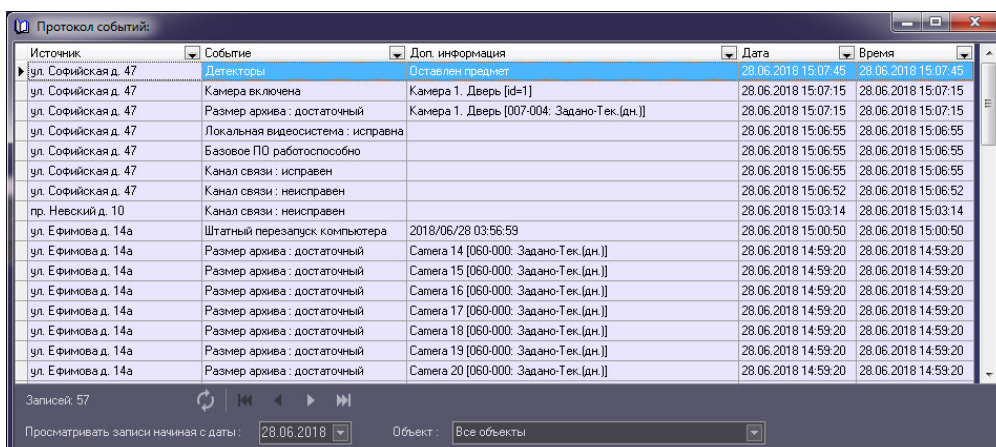 Протокол событий:
Источник Событие Доп. информация Дата Время
ул. Софийская д. 47 Детекторы Оставлен предмет 28.06.2018 15:07:45 28.06.2018 15:07:45
ул. Софийская д. 47 Камера включена Камера 1. Дверь [id=1] 28.06.2018 15:07:15 28.06.2018 15:07:15
ул. Софийская д. 47 Размер архива : достаточный Камера 1. Дверь [007-004: Задано-Тек.(дн.)] 28.06.2018 15:07:15 28.06.2018 15:07:15
ул. Софийская д. 47 Локальная видеосистема : исправна 28.06.2018 15:06:55 28.06.2018 15:06:55
ул. Софийская д. 47 Базовое ПО работоспособно 28.06.2018 15:06:55 28.06.2018 15:06:55
ул. Софийская д. 47 Канал связи : исправен 28.06.2018 15:06:55 28.06.2018 15:06:55
ул. Софийская д. 47 Канал связи : неисправен 28.06.2018 15:06:52 28.06.2018 15:06:52
пр. Невский д. 10 Канал связи : неисправен 28.06.2018 15:03:14 28.06.2018 15:03:14
ул. Ефимова д. 14а Штатный перезапуск компьютера 2018/06/28 03:56:59 28.06.2018 15:00:50 28.06.2018 15:00:50
ул. Ефимова д. 14а Размер архива : достаточный Camera 14 [060-000: Задано-Тек.(дн.)] 28.06.2018 14:59:20 28.06.2018 14:59:20
ул. Ефимова д. 14а Размер архива : достаточный Camera 15 [060-000: Задано-Тек.(дн.)] 28.06.2018 14:59:20 28.06.2018 14:59:20
ул. Ефимова д. 14а Размер архива : достаточный Camera 16 [060-000: Задано-Тек.(дн.)] 28.06.2018 14:59:20 28.06.2018 14:59:20
ул. Ефимова д. 14а Размер архива : достаточный Camera 17 [060-000: Задано-Тек.(дн.)] 28.06.2018 14:59:20 28.06.2018 14:59:20
ул. Ефимова д. 14а Размер архива : достаточный Camera 18 [060-000: Задано-Тек.(дн.)] 28.06.2018 14:59:20 28.06.2018 14:59:20
ул. Ефимова д. 14а Размер архива : достаточный Camera 19 [060-000: Задано-Тек.(дн.)] 28.06.2018 14:59:20 28.06.2018 14:59:20
ул. Ефимова д. 14а Размер архива : достаточный Camera 20 [060-000: Задано-Тек.(дн.)] 28.06.2018 14:59:20 28.06.2018 14:59:20
Записей: 57
Просматривать записи начиная с даты : 28.06.2018 Объект : Все объекты